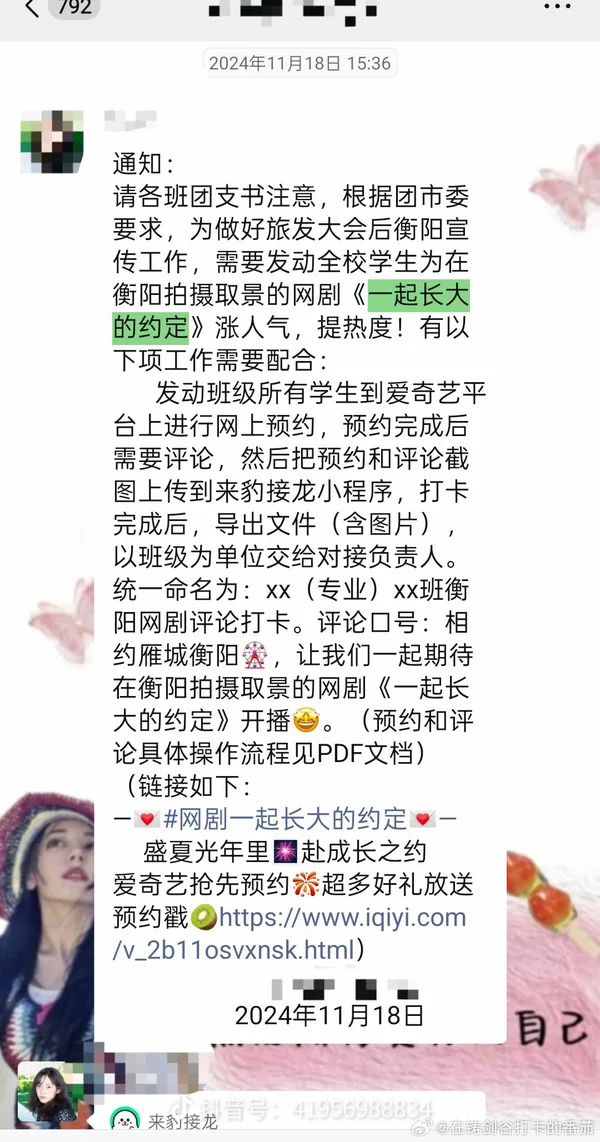 792
2024年11月18日 15:36
通知：
请各班团支书注意，根据团市委
要求，为做好旅发大会后衡阳宣
传工作，需要发动全校学生为在
衡阳拍摄取景的网剧《一起长大
的约定》涨人气，提热度！有以
下项工作需要配合：
发动班级所有学生到爱奇艺平
台上进行网上预约，预约完成后
需要评论，然后把预约和评论截
图上传到来豹接龙小程序，打卡
完成后，导出文件（含图片），
以班级为单位交给对接负责人。
统一命名为：xx（专业）xx班衡
阳网剧评论打卡。评论口号：相
约雁城衡阳🎡，让我们一起期待
在衡阳拍摄取景的网剧《一起长
大的约定》开播🤩。（预约和评
论具体操作流程见PDF文档）
（链接如下：
—💌#网剧一起长大的约定💌—
盛夏光年里🎆赴成长之约
爱奇艺抢先预约🎊超多好礼放送
预约戳🥝https://www.iqiyi.com
/v_2b11osvxnsk.html）
2024年11月18日
自己
来豹接龙
抖音号：41956988834
@在铸剑谷打卡的番茄